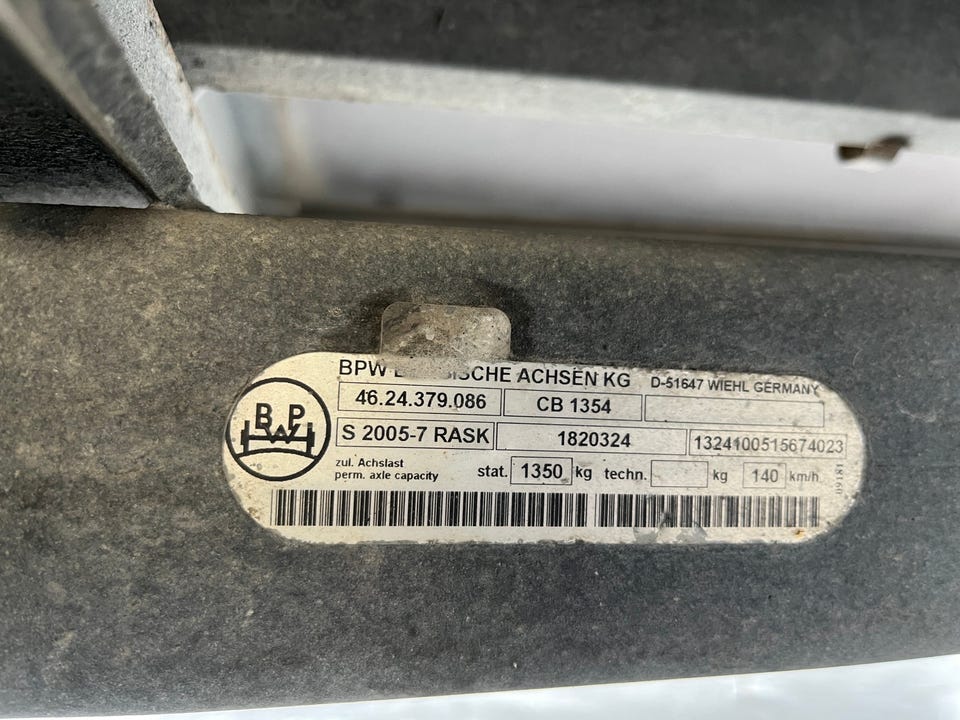 BPW
BPW ACHSEN KG D-51647 WIEHL GERMANY
46.24.379.086 CB 1354
S 2005-7 RASK 1820324 1324100515674023
zul. Achslast
perm. axle capacity stat. 1350 kg techn. kg 140 km/h